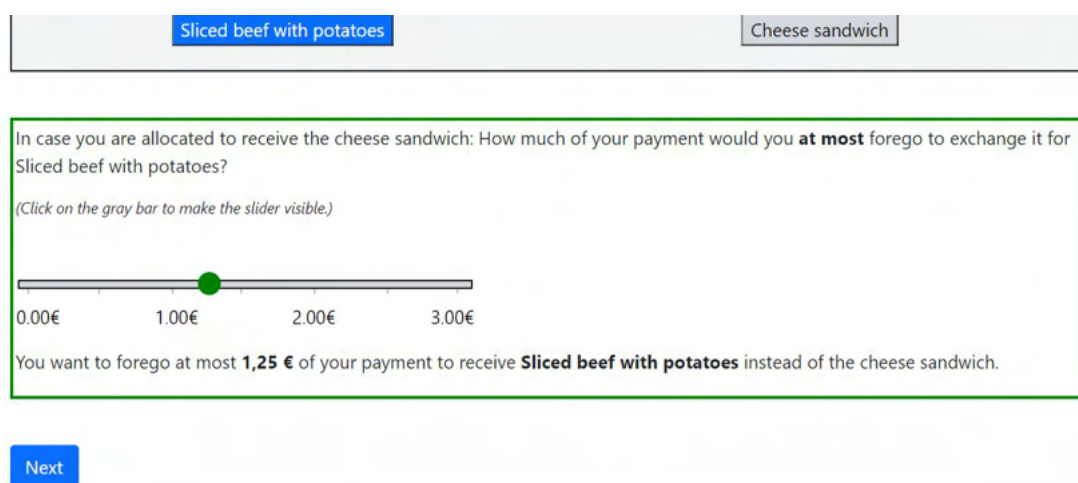 Sliced beef with potatoes
Cheese sandwich
In case you are allocated to receive the cheese sandwich: How much of your payment would you at most forego to exchange it for
Sliced beef with potatoes?
(Click on the gray bar to make the slider visible.)
0.00€ 1.00€ 2.00€ 3.00€
You want to forego at most 1,25 € of your payment to receive Sliced beef with potatoes instead of the cheese sandwich.
Next